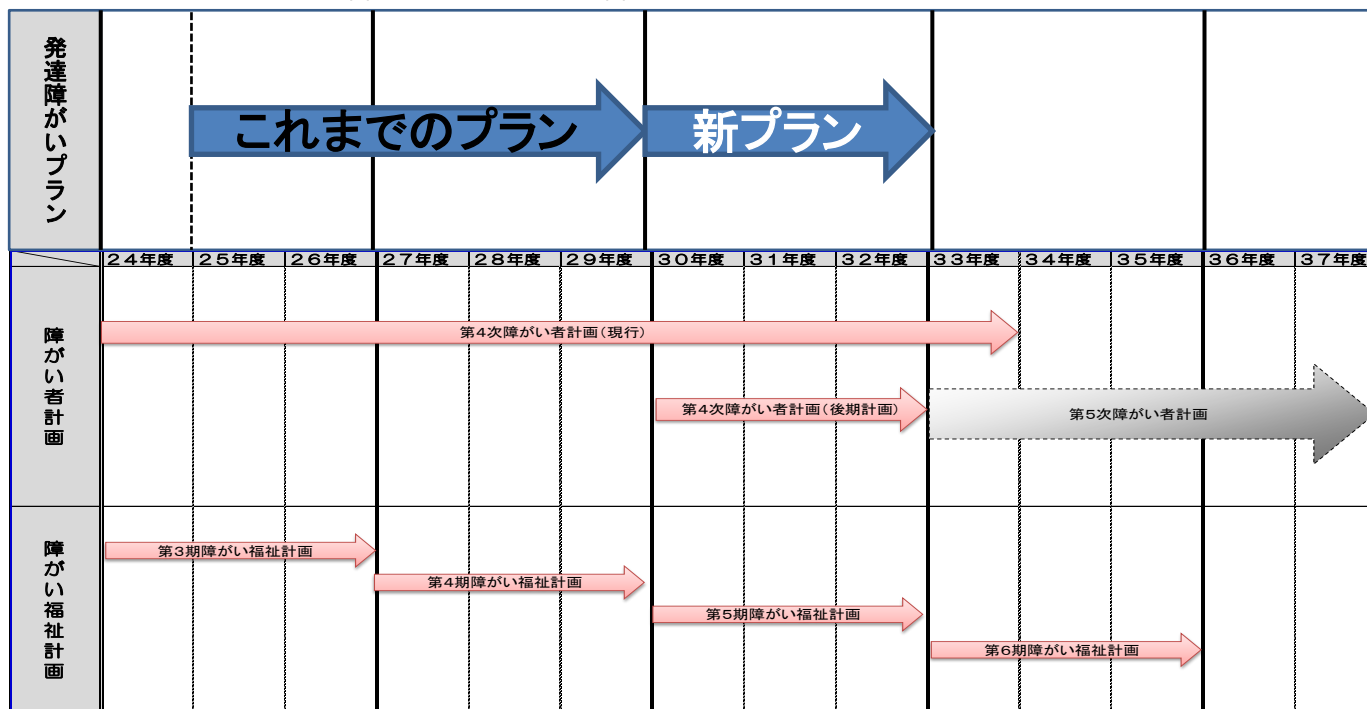 発達障がいプラン
これまでのプラン
新プラン
24年度 25年度 26年度 27年度 28年度 29年度 30年度 31年度 32年度 33年度 34年度 35年度 36年度 37年度
障がい者計画
第4次障がい者計画(現行)
第4次障がい者計画(後期計画)
第5次障がい者計画
障がい福祉計画
第3期障がい福祉計画
第4期障がい福祉計画
第5期障がい福祉計画
第6期障がい福祉計画